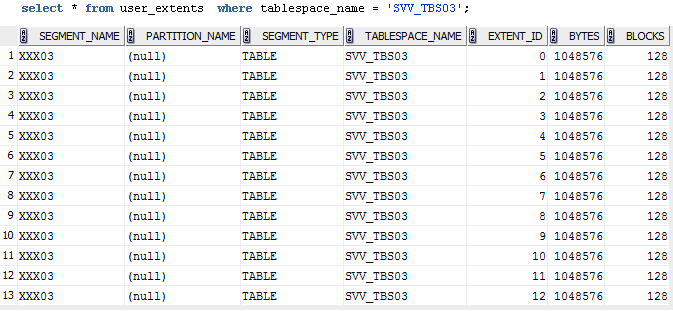 select * from user_extents  where tablespace_name = 'SVV_TBS03';
SEGMENT_NAME PARTITION_NAME SEGMENT_TYPE TABLESPACE_NAME EXTENT_ID BYTES BLOCKS
1 XXX03 (null) TABLE SVV_TBS03 0 1048576 128
2 XXX03 (null) TABLE SVV_TBS03 1 1048576 128
3 XXX03 (null) TABLE SVV_TBS03 2 1048576 128
4 XXX03 (null) TABLE SVV_TBS03 3 1048576 128
5 XXX03 (null) TABLE SVV_TBS03 4 1048576 128
6 XXX03 (null) TABLE SVV_TBS03 5 1048576 128
7 XXX03 (null) TABLE SVV_TBS03 6 1048576 128
8 XXX03 (null) TABLE SVV_TBS03 7 1048576 128
9 XXX03 (null) TABLE SVV_TBS03 8 1048576 128
10 XXX03 (null) TABLE SVV_TBS03 9 1048576 128
11 XXX03 (null) TABLE SVV_TBS03 10 1048576 128
12 XXX03 (null) TABLE SVV_TBS03 11 1048576 128
13 XXX03 (null) TABLE SVV_TBS03 12 1048576 128